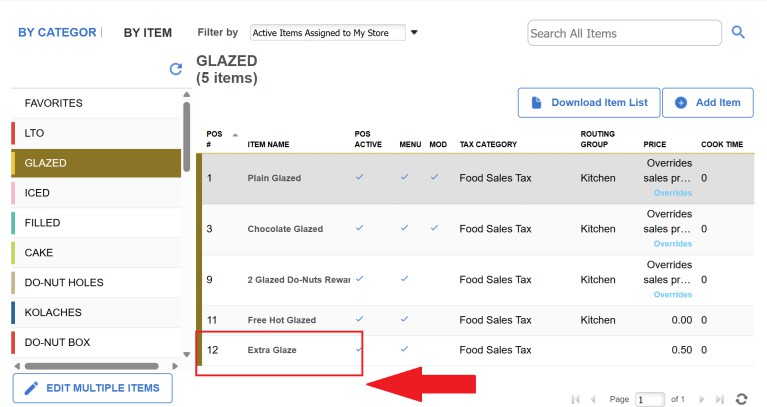 BY CATEGOR BY ITEM Filter by Active Items Assigned to My Store Search All Items
GLAZED
(5 items)
Download Item List Add Item
FAVORITES
LTO
GLAZED
ICED
FILLED
CAKE
DO-NUT HOLES
KOLACHES
DO-NUT BOX
EDIT MULTIPLE ITEMS
POS # ITEM NAME POS ACTIVE MENU MOD TAX CATEGORY ROUTING GROUP PRICE COOK TIME
1 Plain Glazed Food Sales Tax Kitchen Overrides sales pr... Overrides 0
3 Chocolate Glazed Food Sales Tax Kitchen Overrides sales pr... Overrides 0
9 2 Glazed Do-Nuts Rewar Food Sales Tax Kitchen Overrides sales pr... Overrides 0
11 Free Hot Glazed Food Sales Tax Kitchen 0.00 0
12 Extra Glaze Food Sales Tax 0.50 0
Page 1 of 1